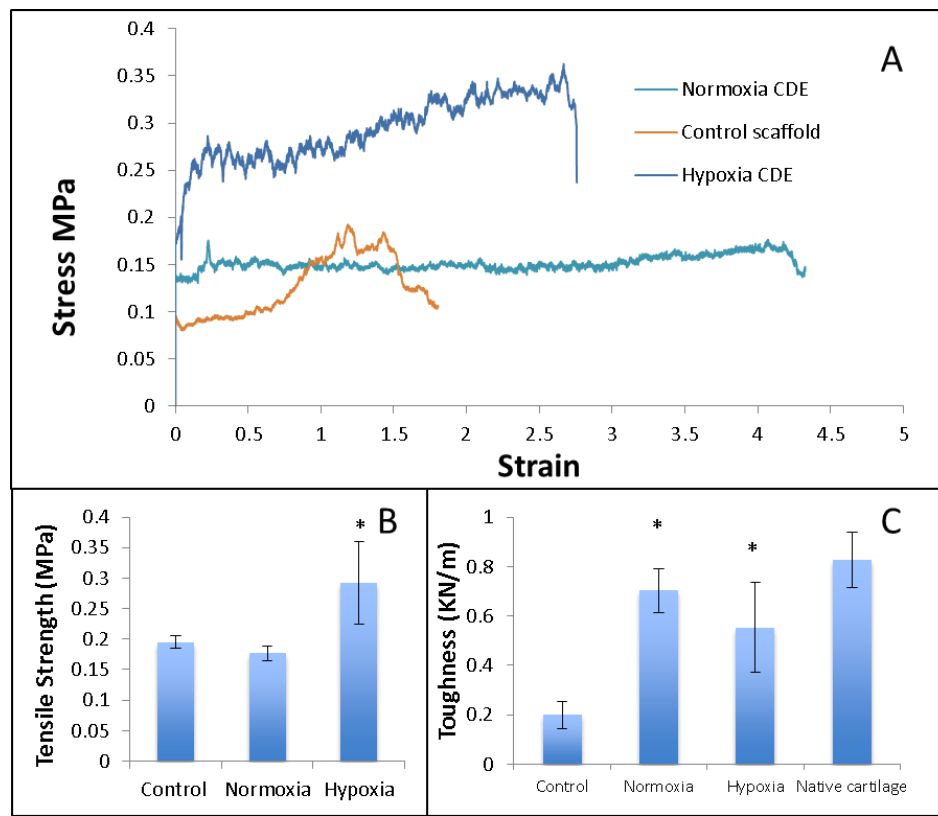 A
0.4
0.35
0.3
0.25
0.2
0.15
0.1
0.05
0
Stress MPa
Normoxia CDE
Control scaffold
Hypoxia CDE
0 0.5 1 1.5 2 2.5 3 3.5 4 4.5 5
Strain
B
0.4
0.35
0.3
0.25
0.2
0.15
0.1
0.05
0
Tensile Strength (MPa)
*
Control Normoxia Hypoxia
C
1
0.8
0.6
0.4
0.2
0
Toughness (KN/m)
* *
Control Normoxia Hypoxia Native cartilage